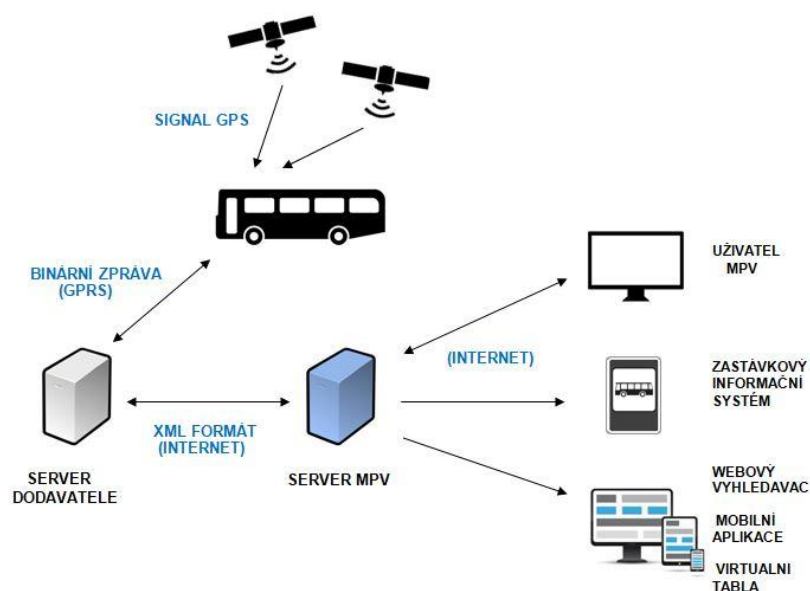 SIGNAL GPS
BINÁRNÍ ZPRÁVA
(GPRS)
UŽIVATEL
MPV
(INTERNET)
ZASTÁVKOVÝ
INFORMAČNÍ
SYSTÉM
XML FORMÁT
(INTERNET)
SERVER
DODAVATELE
SERVER MPV
WEBOVÝ
VYHLEDAVAC
MOBILNÍ
APLIKACE
VIRTUALNI
TABLA